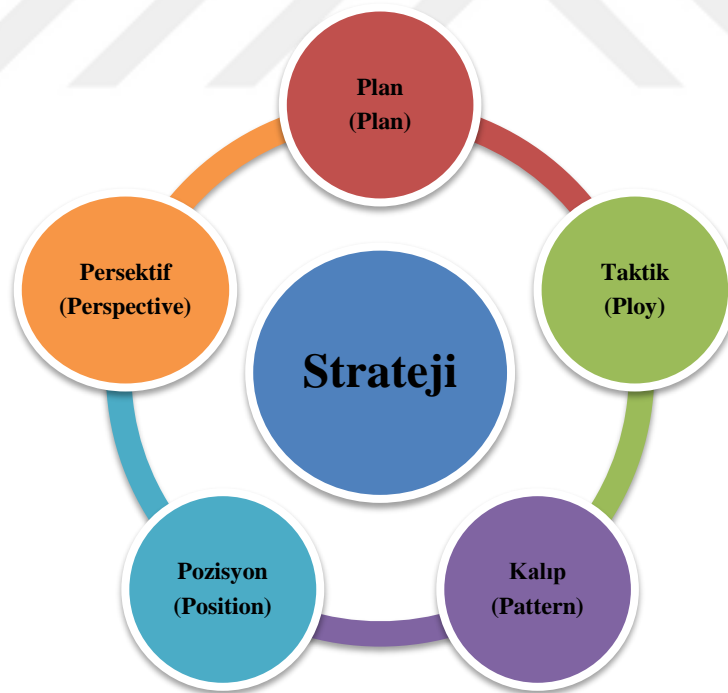 Plan
(Plan)
Taktik
(Ploy)
Kalıp
(Pattern)
Pozisyon
(Position)
Persektif
(Perspective)
Strateji